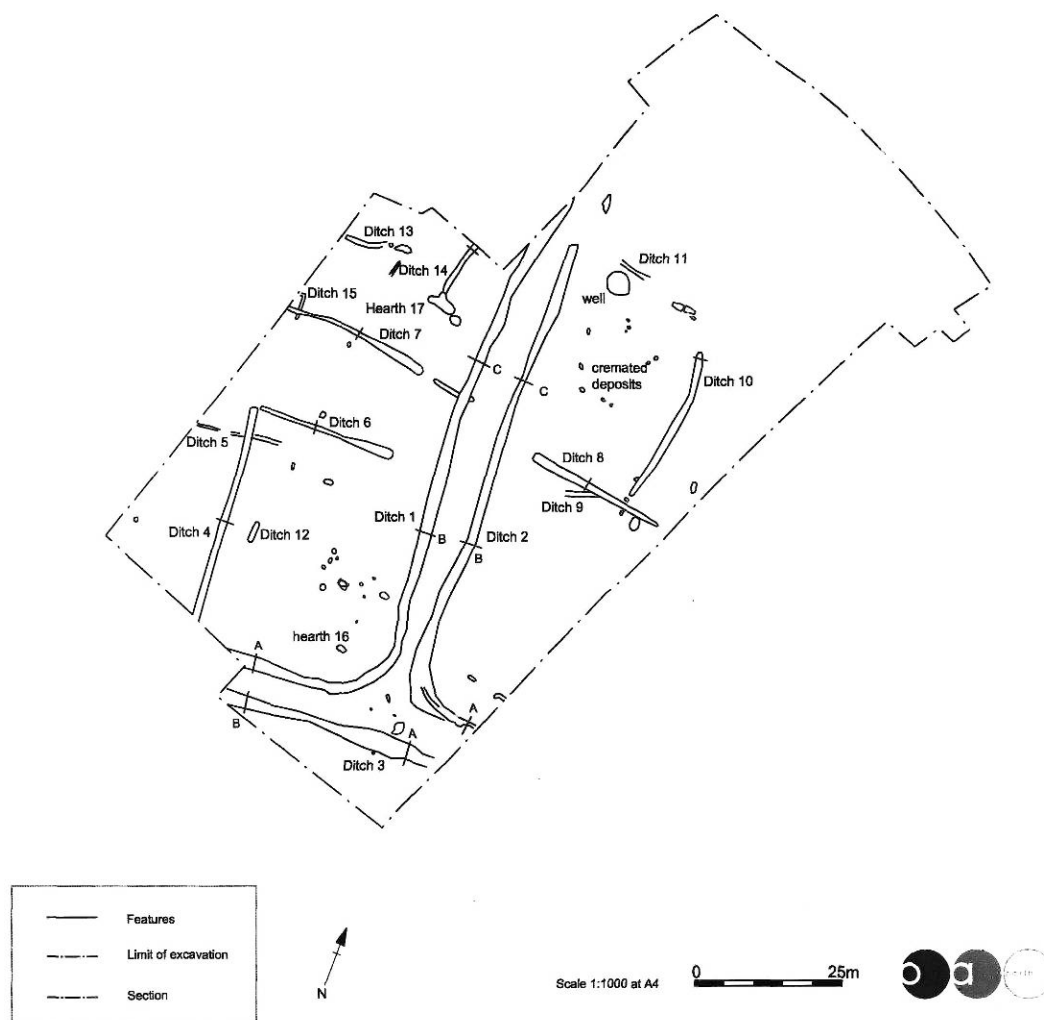 Ditch 13
Ditch 14
Ditch 11
well
Ditch 15
Hearth 17
Ditch 7
C
C
cremated
deposits
Ditch 10
Ditch 6
Ditch 5
Ditch 8
Ditch 9
Ditch 4
Ditch 12
Ditch 1
B
Ditch 2
B
hearth 16
A
A
B
A
Ditch 3
Features
Limit of excavation
Section
N
Scale 1:1000 at A4
0
25m
o a